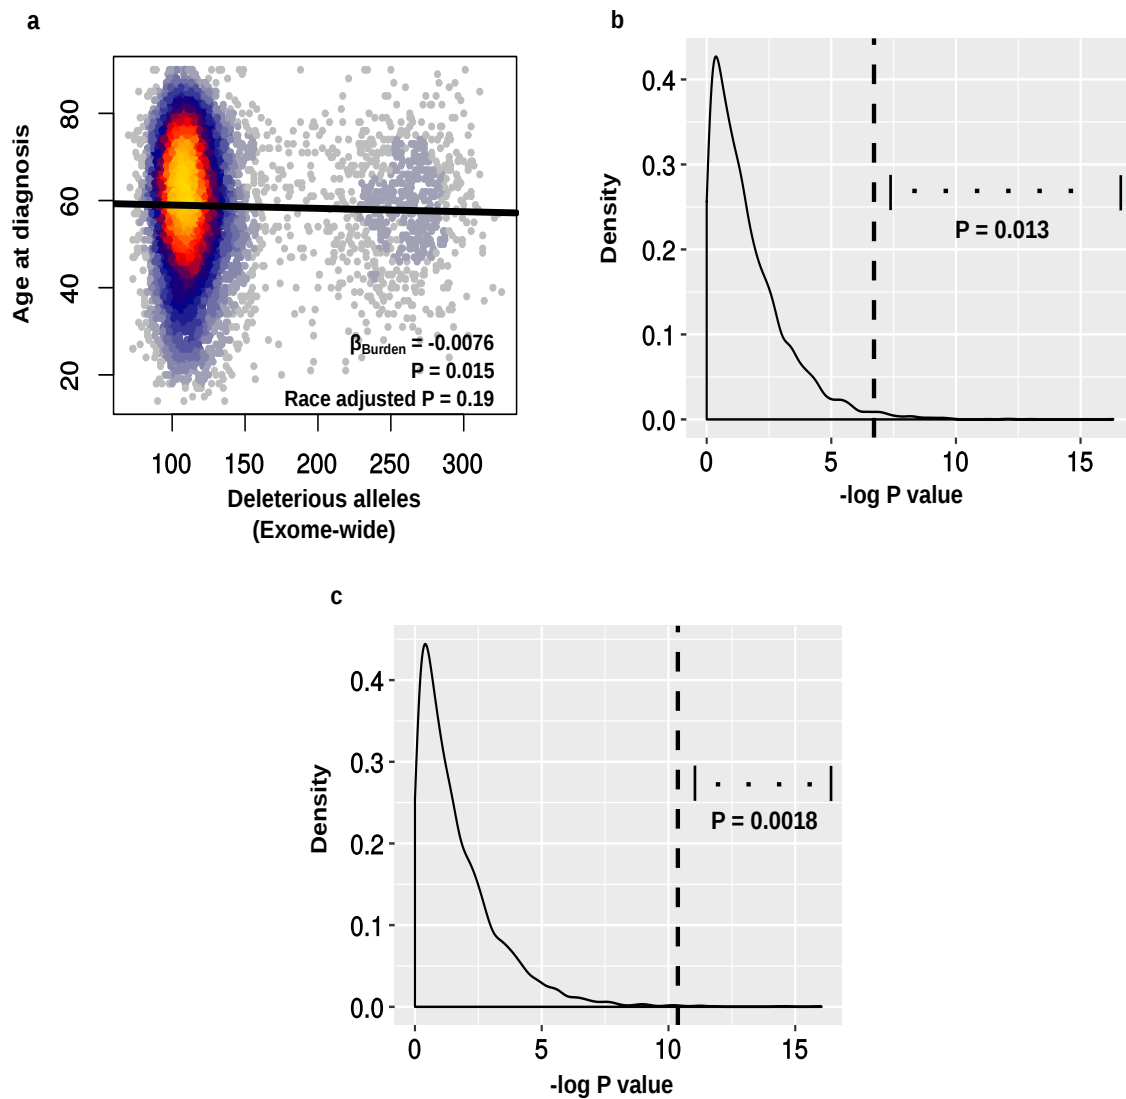 a
Age at diagnosis
80
60
40
20
βBurden = -0.0076
P = 0.015
Race adjusted P = 0.19
100 150 200 250 300
Deleterious alleles
(Exome-wide)
b
Density
0.4
0.3
0.2
0.1
0.0
P = 0.013
0 5 10 15
-log P value
c
Density
0.4
0.3
0.2
0.1
0.0
P = 0.0018
0 5 10 15
-log P value